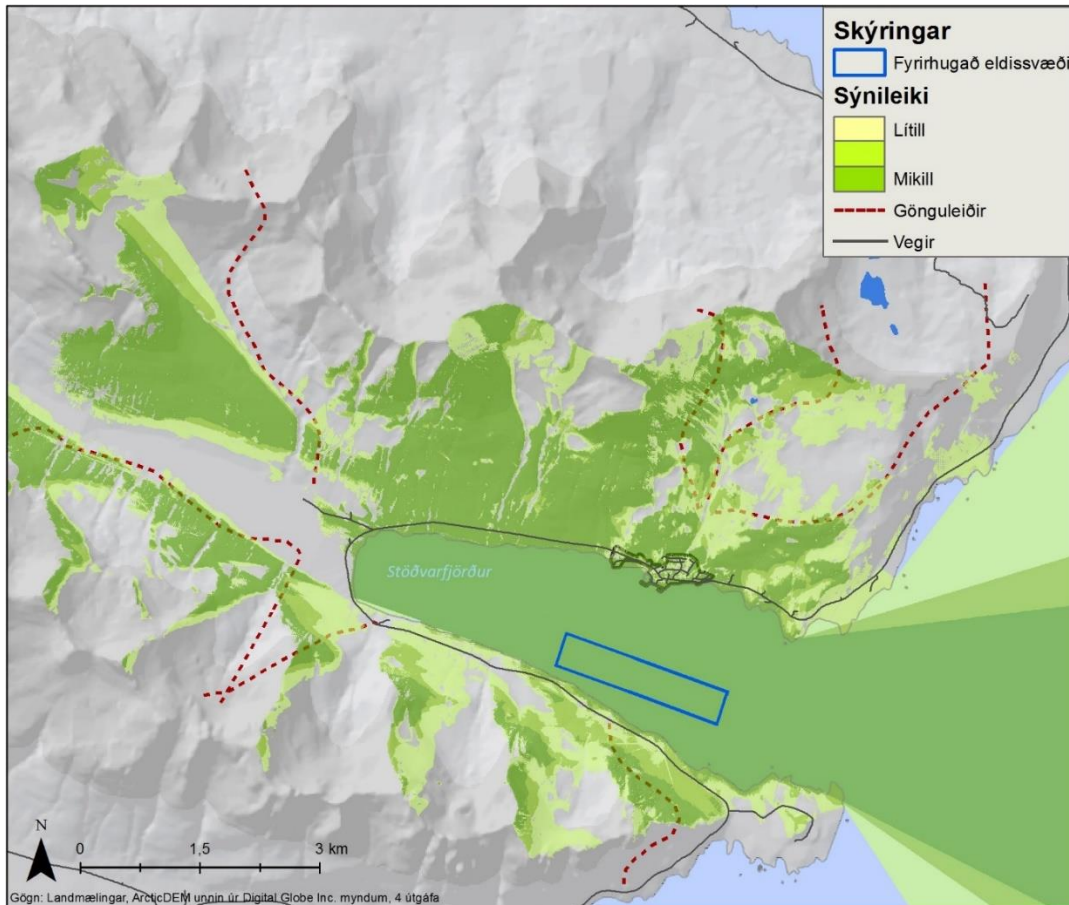 Skýringar
Fyrirhugað eldissvæði
Sýnileiki
Lítill
Mikill
Gönguleiðir
Vegir
Stöðvarfjörður
N
0 1,5 3 km
Gögn: Landmælingar, ArcticDEM unnin úr Digital Globe Inc. myndum, 4 útgáfa